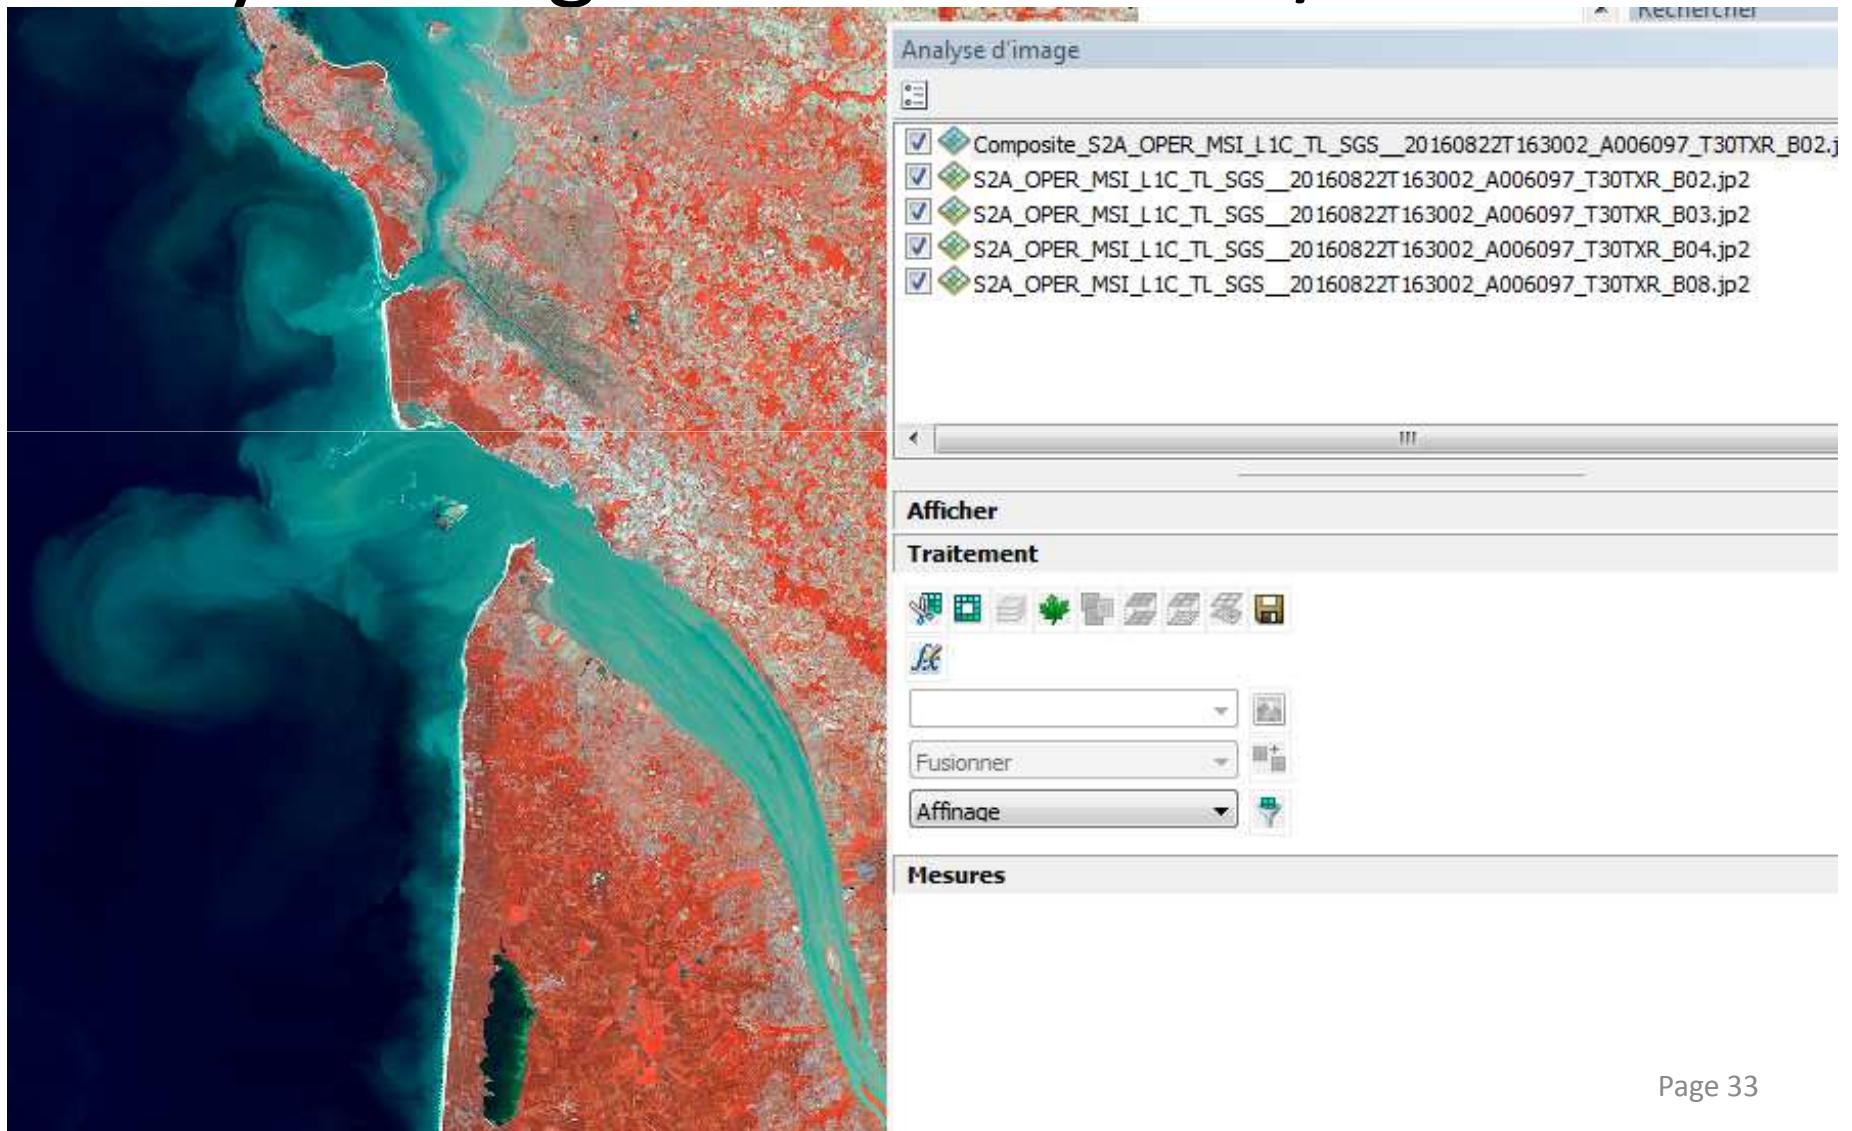 Rechercher
Analyse d'image
Composite_S2A_OPER_MSI_L1C_TL_SGS__20160822T163002_A006097_T30TXR_B02.j
S2A_OPER_MSI_L1C_TL_SGS__20160822T163002_A006097_T30TXR_B02.jp2
S2A_OPER_MSI_L1C_TL_SGS__20160822T163002_A006097_T30TXR_B03.jp2
S2A_OPER_MSI_L1C_TL_SGS__20160822T163002_A006097_T30TXR_B04.jp2
S2A_OPER_MSI_L1C_TL_SGS__20160822T163002_A006097_T30TXR_B08.jp2
Afficher
Traitement
Fusionner
Affinage
Mesures
Page 33